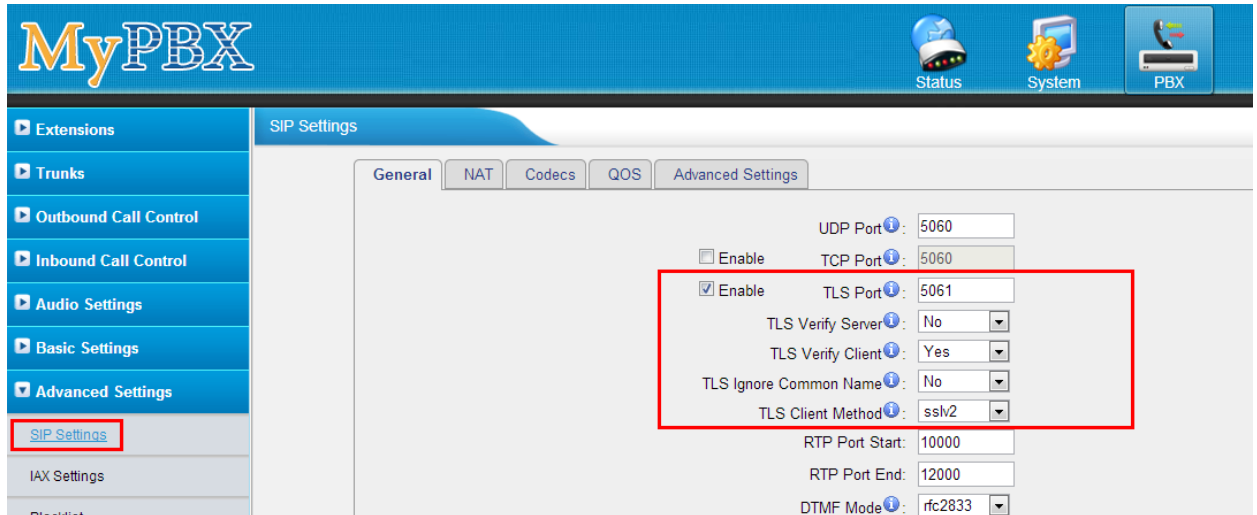 MyPBX
Status
System
PBX
Extensions
Trunks
Outbound Call Control
Inbound Call Control
Audio Settings
Basic Settings
Advanced Settings
SIP Settings
IAX Settings
Blacklist
SIP Settings
General NAT Codecs QOS Advanced Settings
UDP Port : 5060
Enable TCP Port : 5060
Enable TLS Port : 5061
TLS Verify Server : No
TLS Verify Client : Yes
TLS Ignore Common Name : No
TLS Client Method : sslv2
RTP Port Start: 10000
RTP Port End: 12000
DTMF Mode : rfc2833